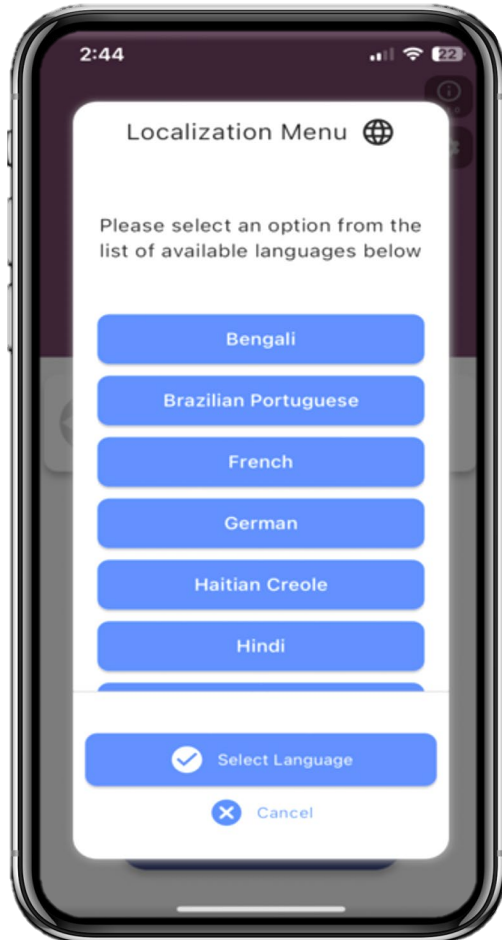 2:44
22
Localization Menu
Please select an option from the
list of available languages below
Bengali
Brazilian Portuguese
French
German
Haitian Creole
Hindi
Select Language
Cancel